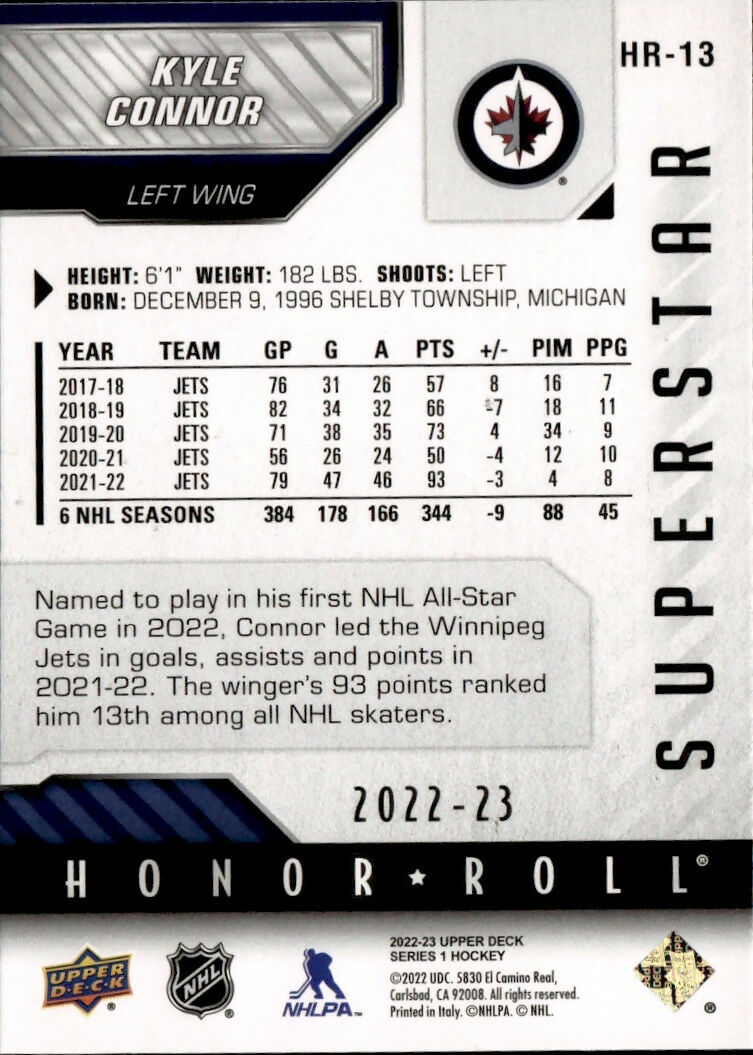 KYLE
CONNOR
LEFT WING
HR-13
®
SUPERSTAR
HEIGHT: 6'1" WEIGHT: 182 LBS. SHOOTS: LEFT
BORN: DECEMBER 9, 1996 SHELBY TOWNSHIP, MICHIGAN
YEAR TEAM GP G A PTS +/- PIM PPG
2017-18 JETS 76 31 26 57 8 16 7
2018-19 JETS 82 34 32 66 -7 18 11
2019-20 JETS 71 38 35 73 4 34 9
2020-21 JETS 56 26 24 50 -4 12 10
2021-22 JETS 79 47 46 93 -3 4 8
6 NHL SEASONS 384 178 166 344 -9 88 45
Named to play in his first NHL All-Star
Game in 2022, Connor led the Winnipeg
Jets in goals, assists and points in
2021-22. The winger's 93 points ranked
him 13th among all NHL skaters.
2022-23
HONOR ★ ROLL®
UPPER
D·E·C·K
®
NHL
®
NHLPA™
2022-23 UPPER DECK
SERIES 1 HOCKEY
©2022 UDC. 5830 El Camino Real,
Carlsbad, CA 92008. All rights reserved.
Printed in Italy. ©NHLPA. © NHL.
®